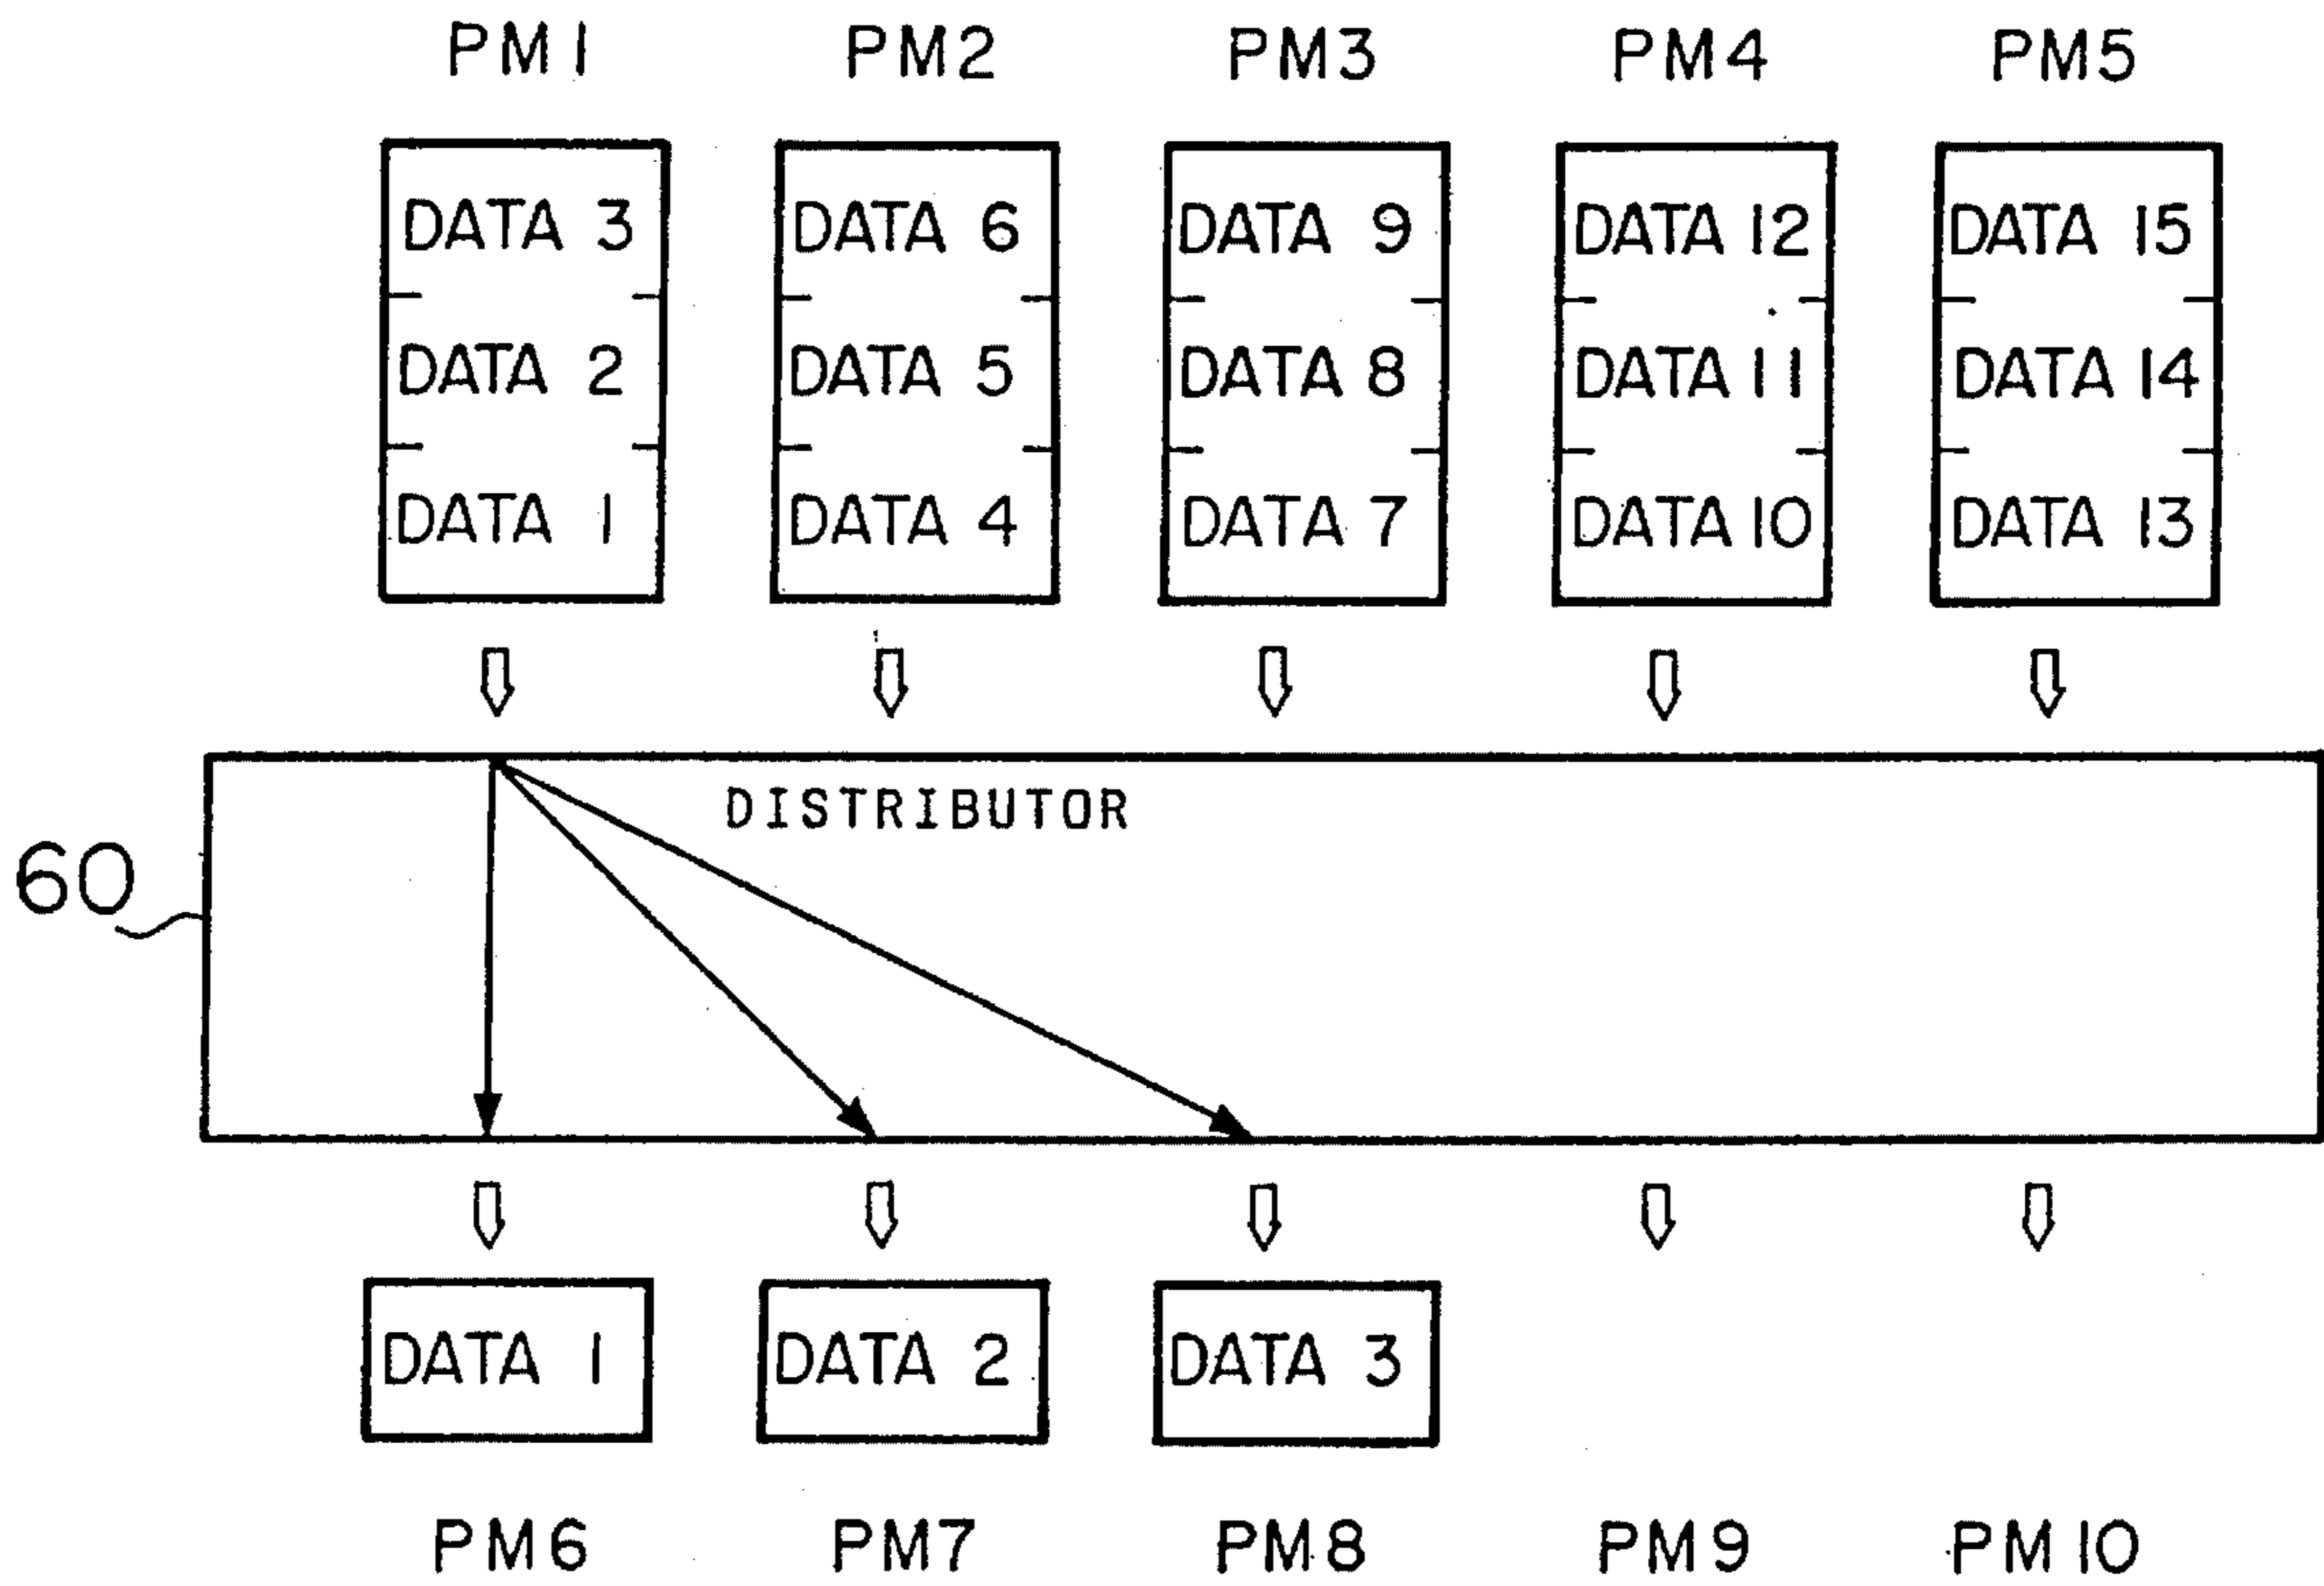 PM1 PM2 PM3 PM4 PM5
DATA 3 DATA 6 DATA 9 DATA 12 DATA 15
DATA 2 DATA 5 DATA 8 DATA 11 DATA 14
DATA 1 DATA 4 DATA 7 DATA 10 DATA 13
DISTRIBUTOR
60
DATA 1 DATA 2 DATA 3
PM6 PM7 PM8 PM9 PM10